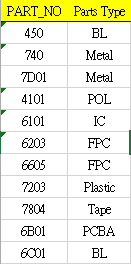 PART_NO Parts Type
450 BL
740 Metal
7D01 Metal
4101 POL
6101 IC
6203 FPC
6605 FPC
7203 Plastic
7804 Tape
6B01 PCBA
6C01 BL